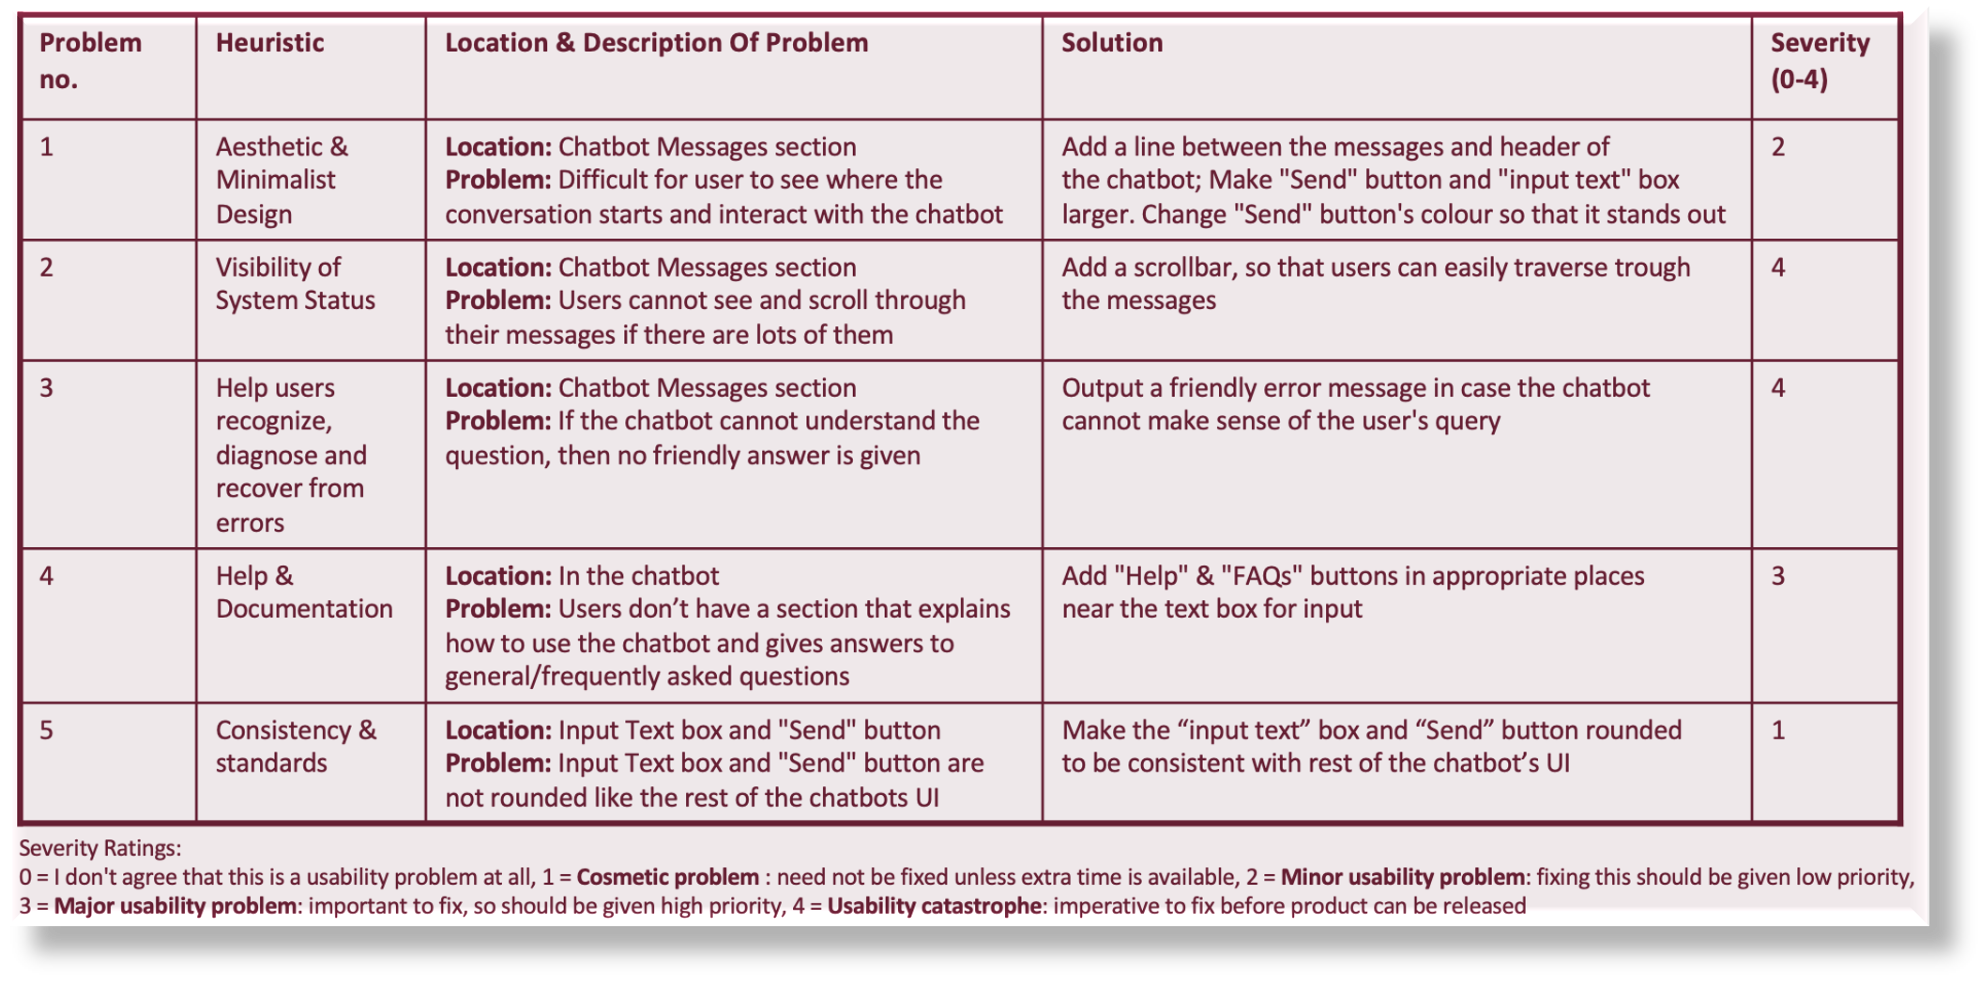 Problem no.
Heuristic
Location & Description Of Problem
Solution
Severity (0-4)
1
Aesthetic &
Minimalist
Design
Location: Chatbot Messages section
Problem: Difficult for user to see where the
conversation starts and interact with the chatbot
Add a line between the messages and header of
the chatbot; Make "Send" button and "input text" box
larger. Change "Send" button's colour so that it stands out
2
2
Visibility of
System Status
Location: Chatbot Messages section
Problem: Users cannot see and scroll through
their messages if there are lots of them
Add a scrollbar, so that users can easily traverse trough
the messages
4
3
Help users
recognize,
diagnose and
recover from
errors
Location: Chatbot Messages section
Problem: If the chatbot cannot understand the
question, then no friendly answer is given
Output a friendly error message in case the chatbot
cannot make sense of the user's query
4
4
Help &
Documentation
Location: In the chatbot
Problem: Users don’t have a section that explains
how to use the chatbot and gives answers to
general/frequently asked questions
Add "Help" & "FAQs" buttons in appropriate places
near the text box for input
3
5
Consistency &
standards
Location: Input Text box and "Send" button
Problem: Input Text box and "Send" button are
not rounded like the rest of the chatbots UI
Make the “input text” box and “Send” button rounded
to be consistent with rest of the chatbot’s UI
1
Severity Ratings:
0 = I don't agree that this is a usability problem at all, 1 = Cosmetic problem : need not be fixed unless extra time is available, 2 = Minor usability problem: fixing this should be given low priority,
3 = Major usability problem: important to fix, so should be given high priority, 4 = Usability catastrophe: imperative to fix before product can be released